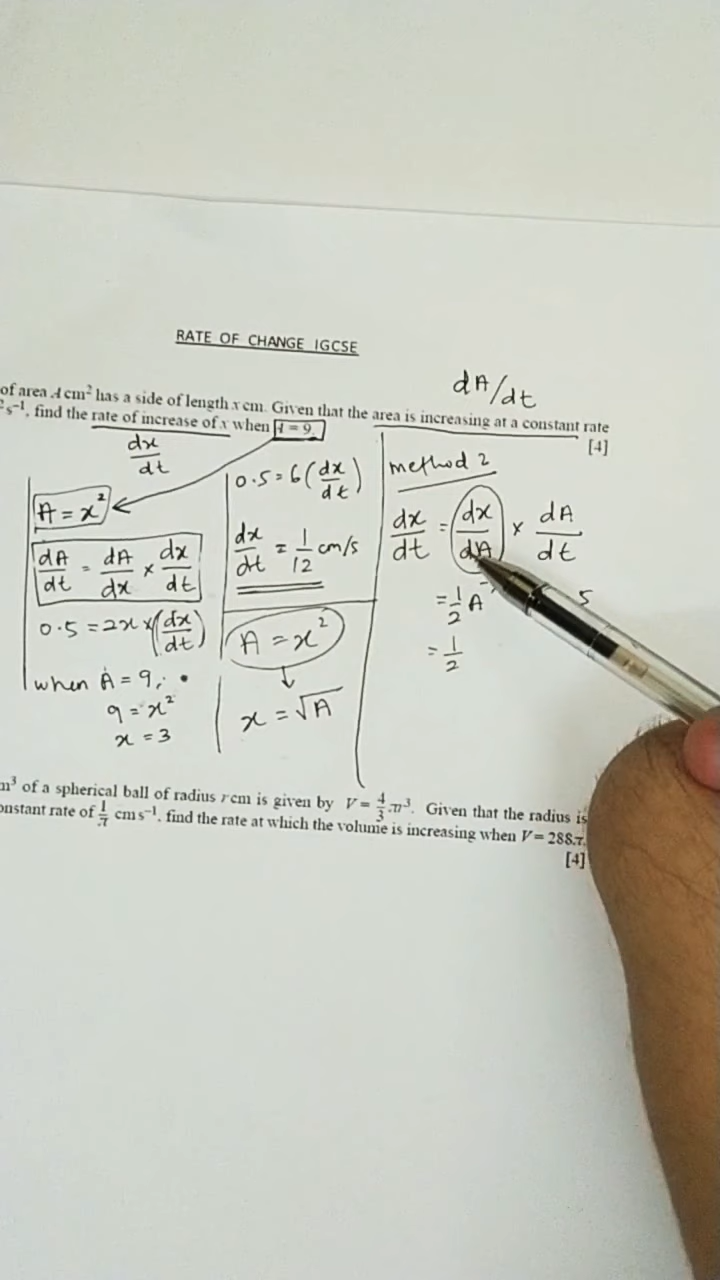 RATE OF CHANGE IGCSE
dA/dt
of area A cm² has a side of length x cm. Given that the area is increasing at a constant rate
² s⁻¹, find the rate of increase of x when A = 9.
[4]
dx/dt
A = x²
dA/dt = dA/dx × dx/dt
0.5 = 2x × (dx/dt)
when A = 9,
9 = x²
x = 3
0.5 = 6 (dx/dt)
dx/dt = 1/12 cm/s
A = x²
↓
x = √A
method 2
dx/dt = dx/dA × dA/dt
= 1/2 A⁻ 5
= 1/2
m³ of a spherical ball of radius r cm is given by V = 4/3 πr³. Given that the radius is
onstant rate of 1/π cm s⁻¹, find the rate at which the volume is increasing when V = 288π.
[4]